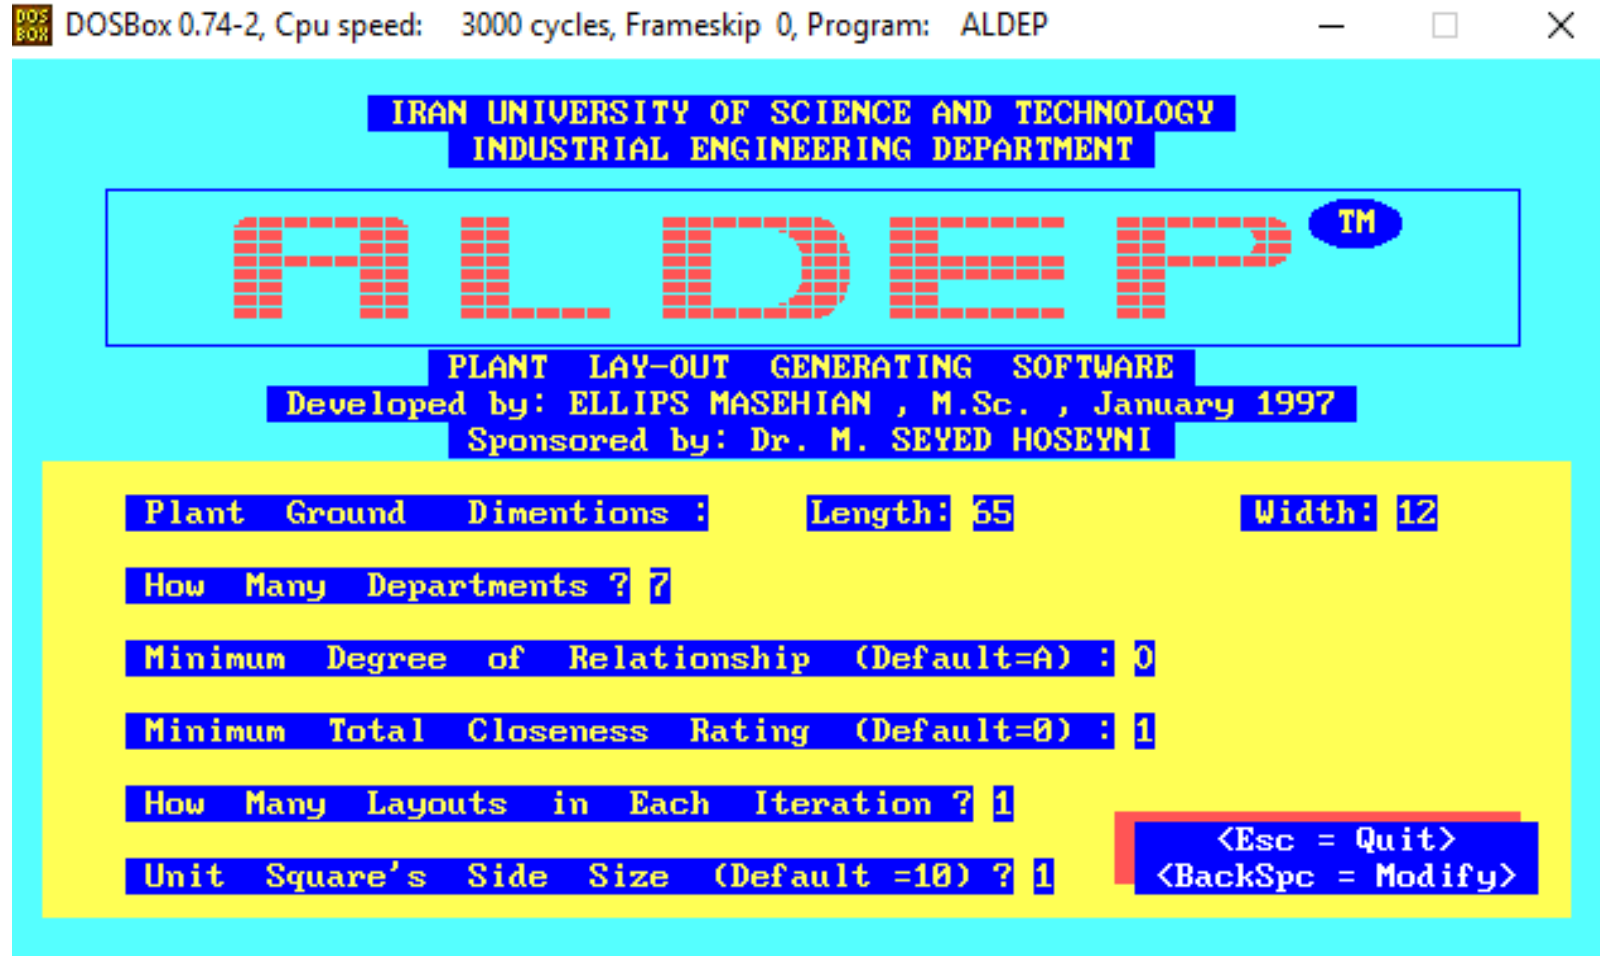 DOSBox 0.74-2, Cpu speed: 3000 cycles, Frameskip 0, Program: ALDEP
IRAN UNIVERSITY OF SCIENCE AND TECHNOLOGY
INDUSTRIAL ENGINEERING DEPARTMENT
ALDEP TM
PLANT LAY-OUT GENERATING SOFTWARE
Developed by: ELLIPS MASEHIAN , M.Sc. , January 1997
Sponsored by: Dr. M. SEYED HOSEYNI
Plant Ground Dimentions : Length: 65 Width: 12
How Many Departments ? 7
Minimum Degree of Relationship (Default=A) : O
Minimum Total Closeness Rating (Default=0) : 1
How Many Layouts in Each Iteration ? 1
Unit Square's Side Size (Default =10) ? 1
<Esc = Quit>
<BackSpc = Modify>